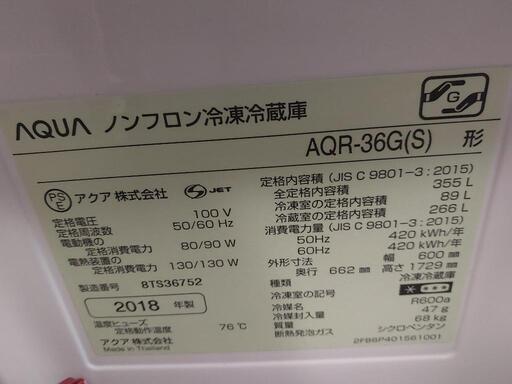 AQUA ノンフロン冷凍冷蔵庫
G
AQR-36G(S) 形
PS E アクア 株式会社 S JET
定格電圧 100 V
定格周波数 50/60 Hz
電動機の
定格消費電力 80/90 W
電熱装置の
定格消費電力 130/130 W
製造番号 8TS36752
2018 年製
温度ヒューズ
定格動作温度 76℃
アクア 株式会社
Made in Thailand
定格内容積 (JIS C 9801-3 : 2015)
全定格内容積 355 L
冷凍室の定格内容積 89 L
冷蔵室の定格内容積 266 L
消費電力量 (JIS C 9801-3 : 2015)
50Hz 420 kWh/年
60Hz 420 kWh/年
外形寸法 幅 600 mm
奥行 662 mm 高さ 1729 mm
種類 冷凍冷蔵庫
冷凍室の記号
冷媒名 R600a
冷媒封入量 47 g
質量 68 kg
断熱発泡ガス シクロペンタン
2FB6P401561001